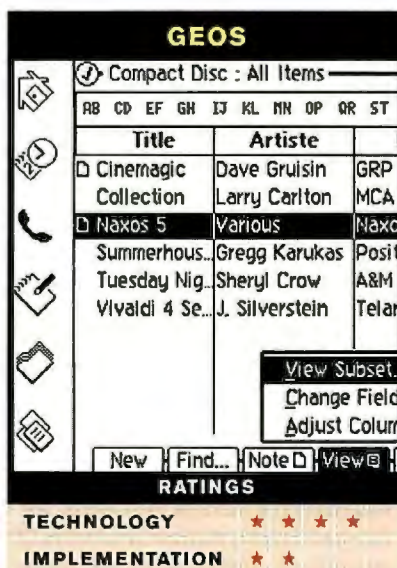 GEOS
Compact Disc : All Items
AB CD EF GH IJ KL MN OP QR ST
Title Artiste
Cinemagic Dave Gruisin GRP
Collection Larry Carlton MCA
Naxos 5 Various Naxo
Summerhous... Gregg Karukas Posit
Tuesday Nig... Sheryl Crow A&M
Vivaldi 4 Se... J. Silverstein Telar
View Subset.
Change Field
Adjust Colum
New Find... Note View
RATINGS
TECHNOLOGY ★ ★ ★ ★
IMPLEMENTATION ★ ★